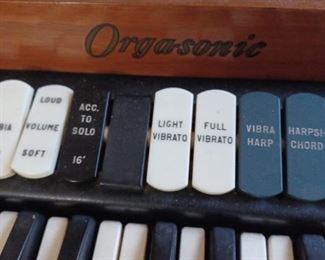 Orgasonic
LOUD
VOLUME
SOFT
ACC.
TO
SOLO
16'
LIGHT
VIBRATO
FULL
VIBRATO
VIBRA
HARP
HARPSI-
CHORD